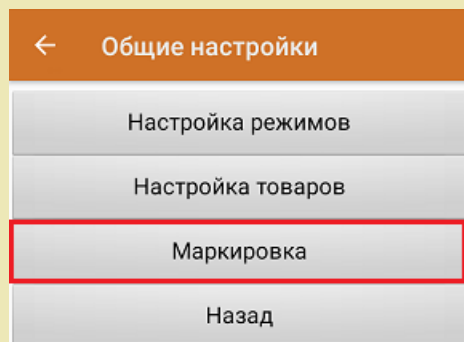 Общие настройки
Настройка режимов
Настройка товаров
Маркировка
Назад